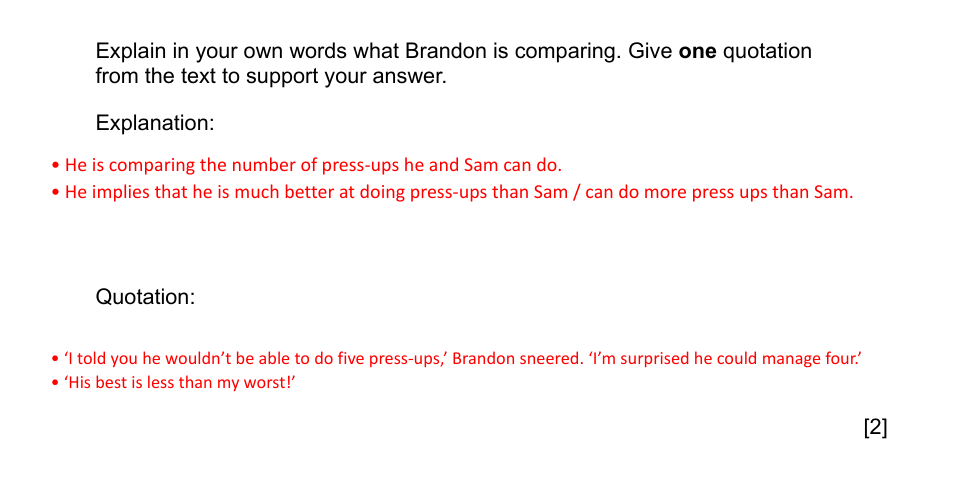 Explain in your own words what Brandon is comparing. Give one quotation
from the text to support your answer.
Explanation:
• He is comparing the number of press-ups he and Sam can do.
• He implies that he is much better at doing press-ups than Sam / can do more press ups than Sam.
Quotation:
• ‘I told you he wouldn’t be able to do five press-ups,’ Brandon sneered. ‘I’m surprised he could manage four.’
• ‘His best is less than my worst!’
[2]